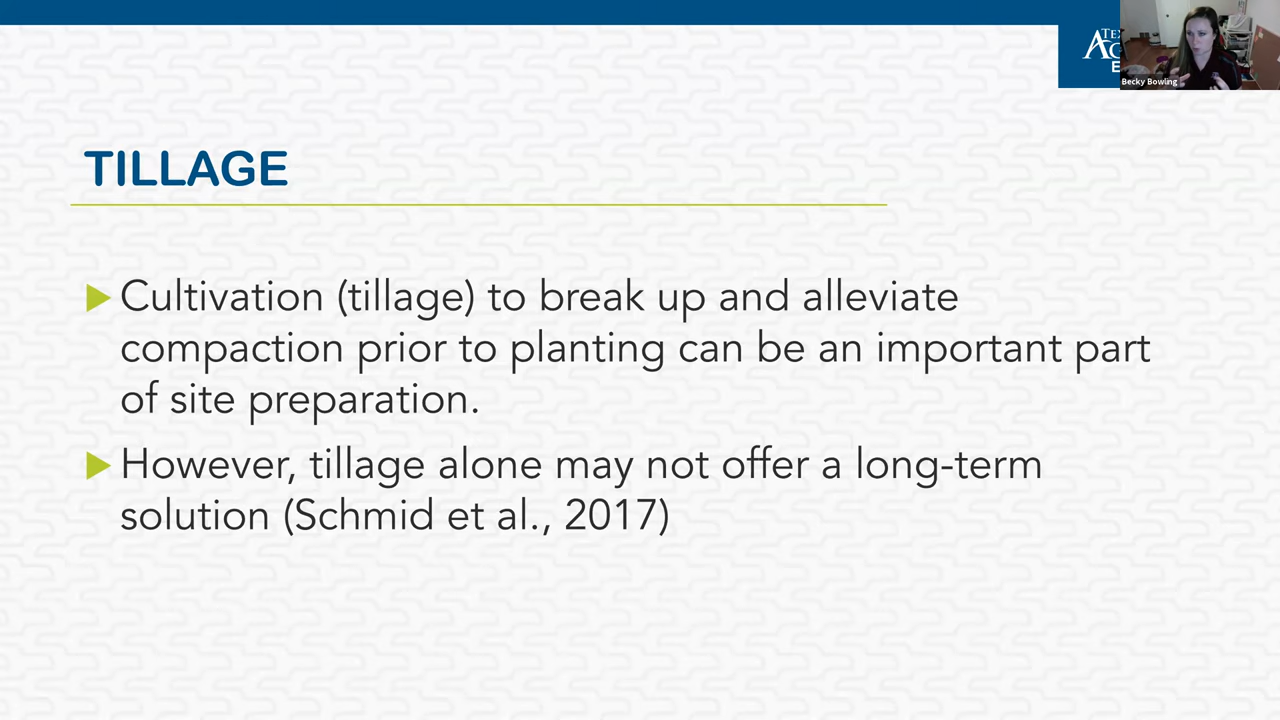 Becky Bowling
TILLAGE
Cultivation (tillage) to break up and alleviate
compaction prior to planting can be an important part
of site preparation.
However, tillage alone may not offer a long-term
solution (Schmid et al., 2017)